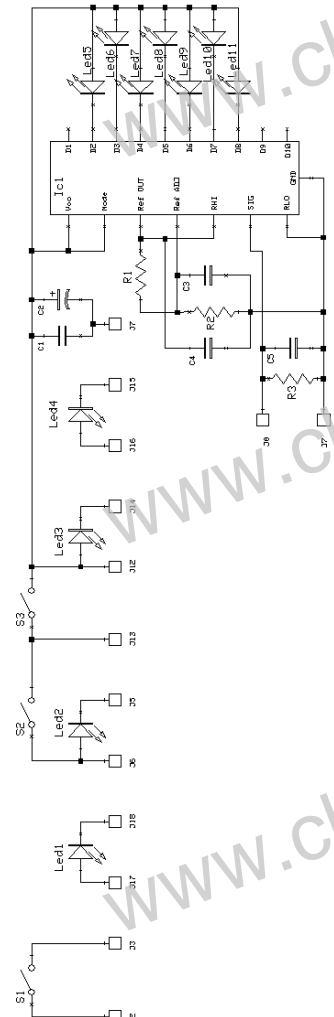 Led5
Led6
Led7
Led8
Led9
Led10
Led11
D1
D2
D3
D4
D5
D6
D7
D8
D9
D10
Ic1
Vcc
Mode
Ref OUT
Ref ADJ
RHI
SIG
RLO
GND
C2
+
C1
J7
R1
C3
R2
C4
C5
R3
J8
J7
J15
Led4
J16
J14
Led3
J12
S3
J13
S2
J5
Led2
J6
J18
Led1
J17
J3
S1
www.c
www.c
www.c